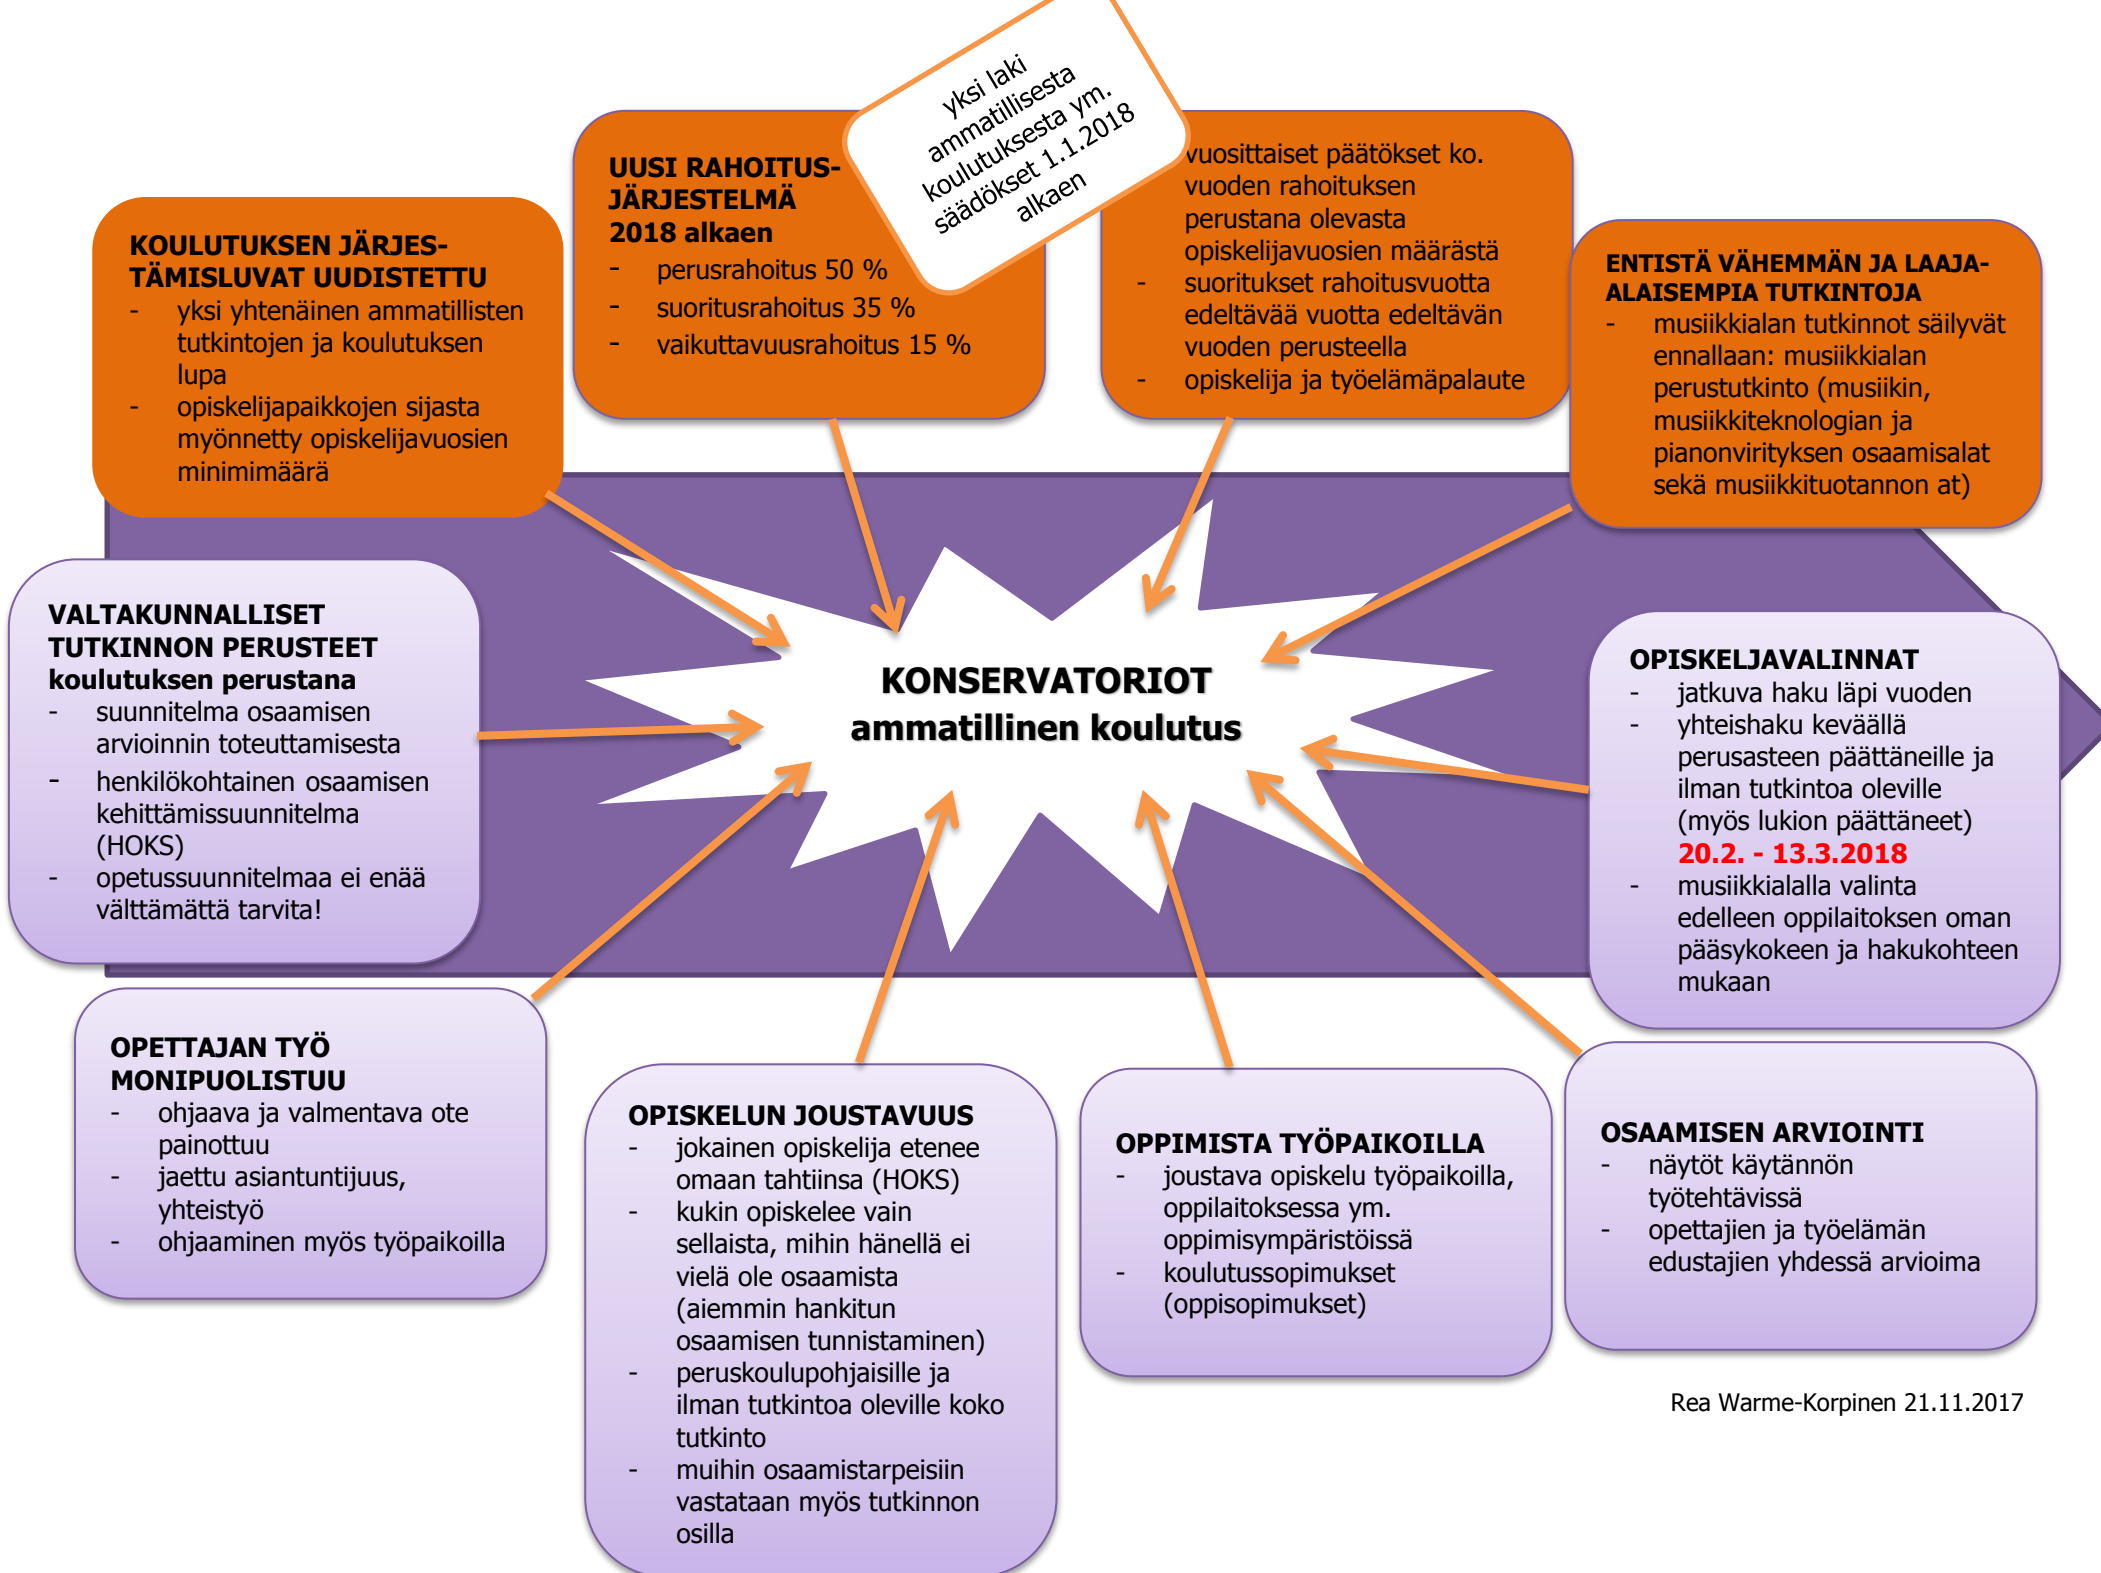 yksi laki
ammatillisesta
koulutuksesta ym.
säädökset 1.1.2018
alkaen
KOULUTUKSEN JÄRJES-
TÄMISLUVAT UUDISTETTU
- yksi yhtenäinen ammatillisten
tutkintojen ja koulutuksen
lupa
- opiskelijapaikkojen sijasta
myönnetty opiskelijavuosien
minimimäärä
UUSI RAHOITUS-
JÄRJESTELMÄ
2018 alkaen
- perusrahoitus 50 %
- suoritusrahoitus 35 %
- vaikuttavuusrahoitus 15 %
vuosittaiset päätökset ko.
vuoden rahoituksen
perustana olevasta
opiskelijavuosien määrästä
- suoritukset rahoitusvuotta
edeltävää vuotta edeltävän
vuoden perusteella
- opiskelija ja työelämäpalaute
ENTISTÄ VÄHEMMÄN JA LAAJA-
ALAISEMPIA TUTKINTOJA
- musiikkialan tutkinnot säilyvät
ennallaan: musiikkialan
perustutkinto (musiikin,
musiikkiteknologian ja
pianonvirityksen osaamisalat
sekä musiikkituotannon at)
VALTAKUNNALLISET
TUTKINNON PERUSTEET
koulutuksen perustana
- suunnitelma osaamisen
arvioinnin toteuttamisesta
- henkilökohtainen osaamisen
kehittämissuunnitelma
(HOKS)
- opetussuunnitelmaa ei enää
välttämättä tarvita!
KONSERVATORIOT
ammatillinen koulutus
OPISKELJAVALINNAT
- jatkuva haku läpi vuoden
- yhteishaku keväällä
perusasteen päättäneille ja
ilman tutkintoa oleville
(myös lukion päättäneet)
20.2. - 13.3.2018
- musiikkialalla valinta
edelleen oppilaitoksen oman
pääsykokeen ja hakukohteen
mukaan
OPETTAJAN TYÖ
MONIPUOLISTUU
- ohjaava ja valmentava ote
painottuu
- jaettu asiantuntijuus,
yhteistyö
- ohjaaminen myös työpaikoilla
OPISKELUN JOUSTAVUUS
- jokainen opiskelija etenee
omaan tahtiinsa (HOKS)
- kukin opiskelee vain
sellaista, mihin hänellä ei
vielä ole osaamista
(aiemmin hankitun
osaamisen tunnistaminen)
- peruskoulupohjaisille ja
ilman tutkintoa oleville koko
tutkinto
- muihin osaamistarpeisiin
vastataan myös tutkinnon
osilla
OPPIMISTA TYÖPAIKOILLA
- joustava opiskelu työpaikoilla,
oppilaitoksessa ym.
oppimisympäristöissä
- koulutussopimukset
(oppisopimukset)
OSAAMISEN ARVIOINTI
- näytöt käytännön
työtehtävissä
- opettajien ja työelämän
edustajien yhdessä arvioima
Rea Warme-Korpinen 21.11.2017